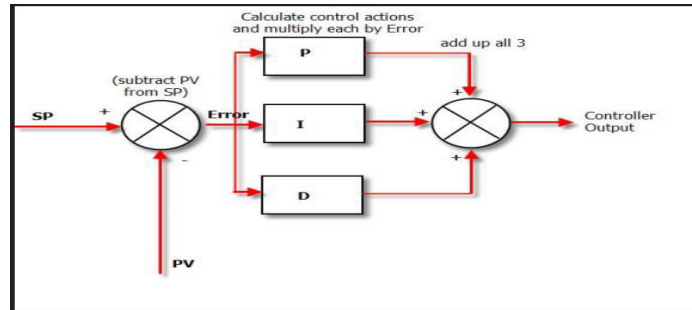 Calculate control actions
and multiply each by Error
P
add up all 3
(subtract PV
from SP)
+
+
SP
+
Error
I
+
Controller
Output
-
+
D
PV